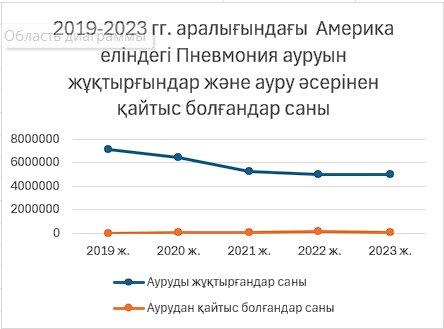 2019-2023 гг. аралығындағы Америка
Область диаграммы
еліндегі Пневмония ауруын
жұқтырғындар және ауру әсерінен
қайтыс болғандар саны
8000000
6000000
4000000
2000000
0
2019 ж. 2020 ж. 2021 ж. 2022 ж. 2023 ж.
Ауруды жұқтырғандар саны
Аурудан қайтыс болғандар саны